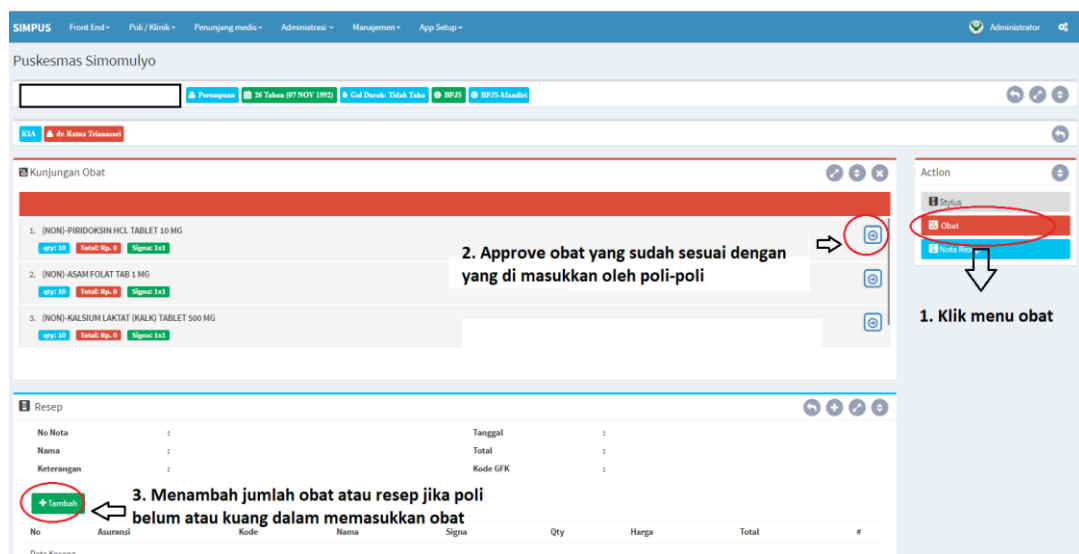 SIMPUS Front End Poli / Klinik Penunjang medis Administrasi Manajemen App Setup Administrator
Puskesmas Simomulyo
Perempuan 26 Tahun (07 NOV 1992) Gol Darah: Tidak Tahu BPJS BPJS-Mandiri
KIA dr. Ratna Trianasari
Kunjungan Obat
1. (NON)-PIRIDOKSIN HCL TABLET 10 MG
qty: 10 Total: Rp. 0 Signa: 1x1
2. (NON)-ASAM FOLAT TAB 1 MG
qty: 10 Total: Rp. 0 Signa: 1x1
3. (NON)-KALSIUM LAKTAT (KALK) TABLET 500 MG
qty: 10 Total: Rp. 0 Signa: 1x1
2. Approve obat yang sudah sesuai dengan
yang di masukkan oleh poli-poli
Action
Stylus
Obat
Nota
1. Klik menu obat
Resep
No Nota : Tanggal :
Nama : Total :
Keterangan : Kode GFK :
+ Tambah
3. Menambah jumlah obat atau resep jika poli
belum atau kuang dalam memasukkan obat
No Asuransi Kode Nama Signa Qty Harga Total #
Data Kosong